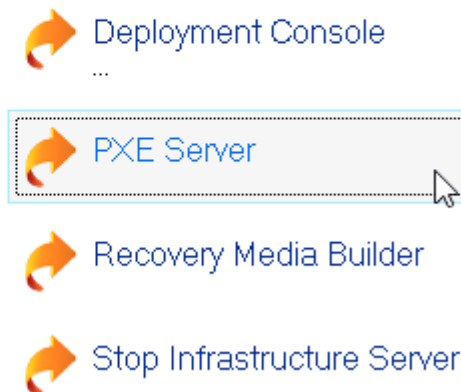 Deployment Console
...
PXE Server
Recovery Media Builder
Stop Infrastructure Server